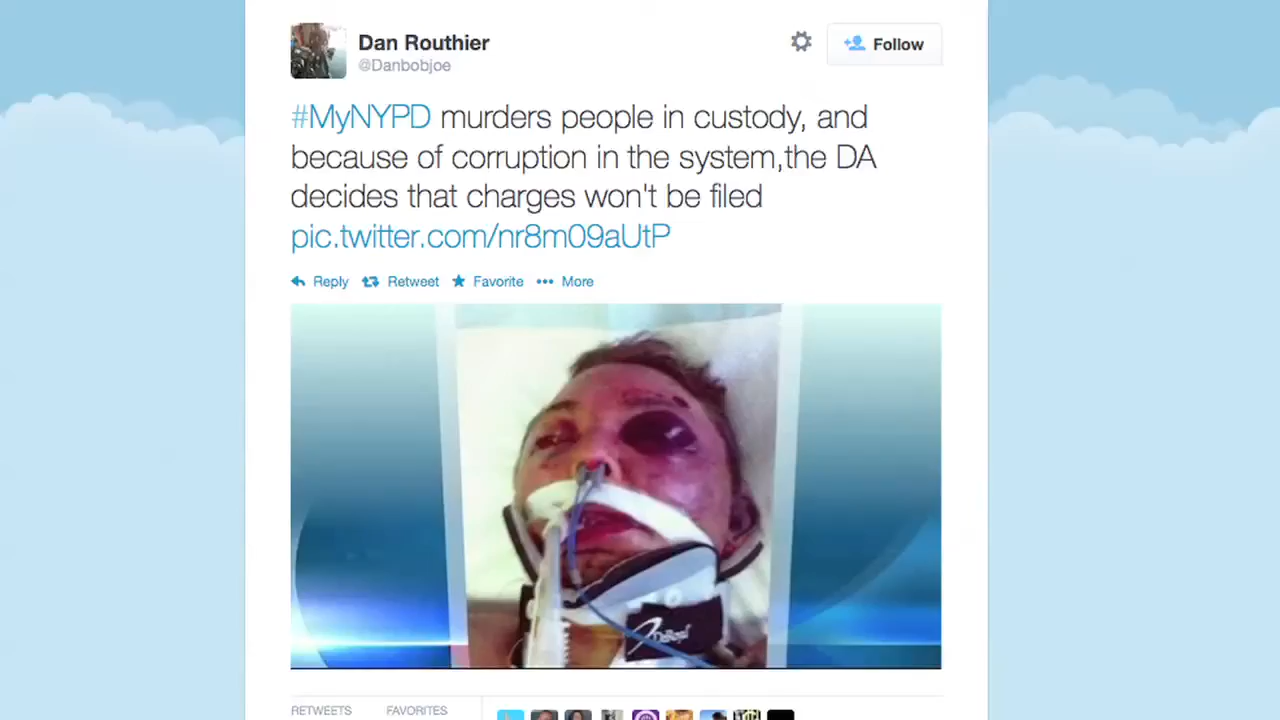 Dan Routhier
@Danbobjoe
Follow
#MyNYPD murders people in custody, and
because of corruption in the system,the DA
decides that charges won't be filed
pic.twitter.com/nr8m09aUtP
Reply Retweet Favorite More
DeRoyal
RETWEETS FAVORITES